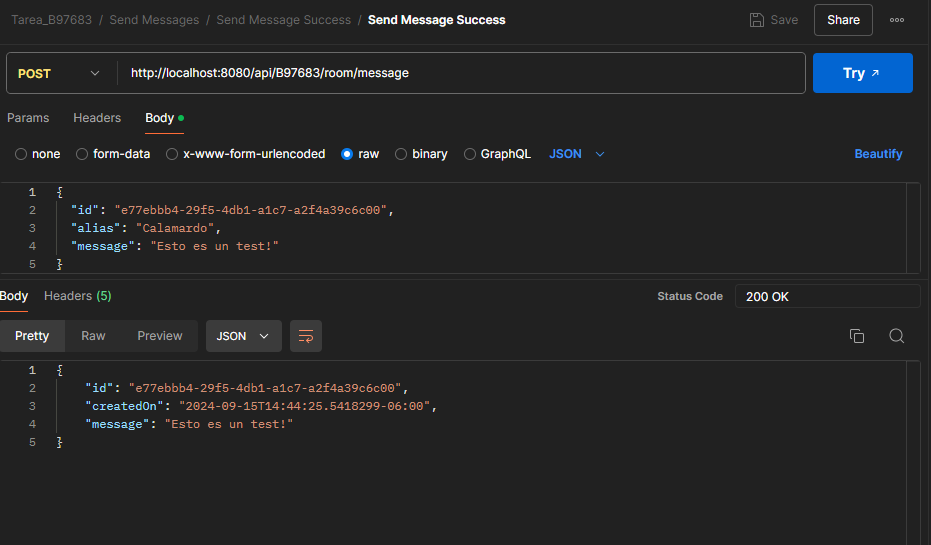 Tarea_B97683 / Send Messages / Send Message Success / Send Message Success Save Share
POST http://localhost:8080/api/B97683/room/message Try ↗
Params Headers Body
none form-data x-www-form-urlencoded raw binary GraphQL JSON Beautify
1 {
2 "id": "e77ebbb4-29f5-4db1-a1c7-a2f4a39c6c00",
3 "alias": "Calamardo",
4 "message": "Esto es un test!"
5 }
Body Headers (5) Status Code 200 OK
Pretty Raw Preview JSON
1 {
2 "id": "e77ebbb4-29f5-4db1-a1c7-a2f4a39c6c00",
3 "createdOn": "2024-09-15T14:44:25.5418299-06:00",
4 "message": "Esto es un test!"
5 }